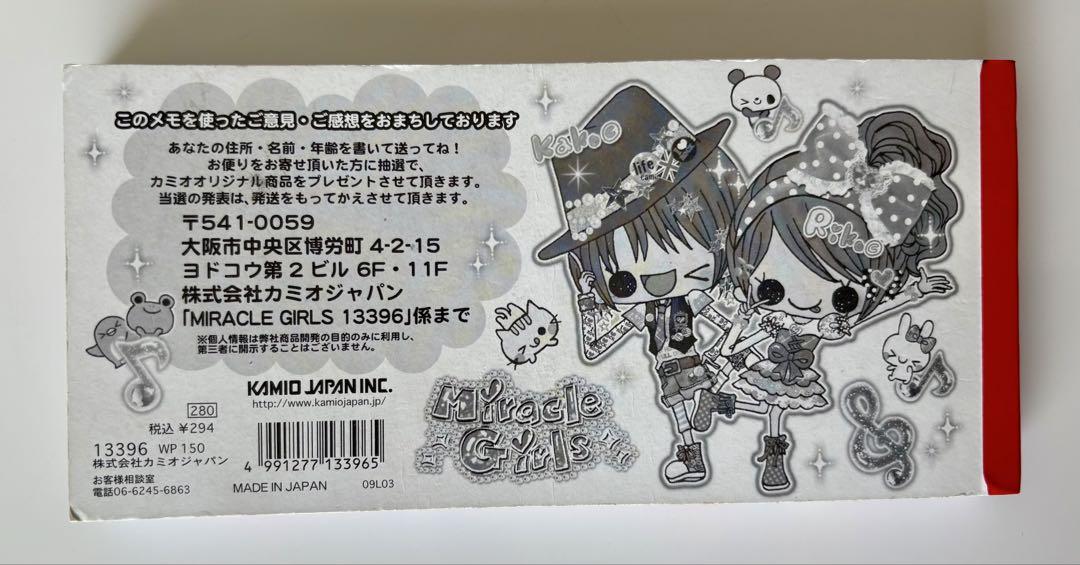 このメモを使ったご意見・ご感想をおまちしております
あなたの住所・名前・年齢を書いて送ってね！
お便りをお寄せ頂いた方に抽選で、
カミオオリジナル商品をプレゼントさせて頂きます。
当選の発表は、発送をもってかえさせて頂きます。
〒541-0059
大阪市中央区博労町 4-2-15
ヨドコウ第2ビル 6F・11F
株式会社カミオジャパン
「MIRACLE GIRLS 13396」係まで
※個人情報は弊社商品開発の目的のみに利用し、
第三者に開示することはございません。
KAMIO JAPAN INC.
http://www.kamiojapan.jp/
280
税込 ¥294
13396 WP 150
株式会社カミオジャパン
お客様相談室
電話06-6245-6863
4 991277 133965
MADE IN JAPAN 09L03
Miracle
Girls
Kak.o
life
Rik.o